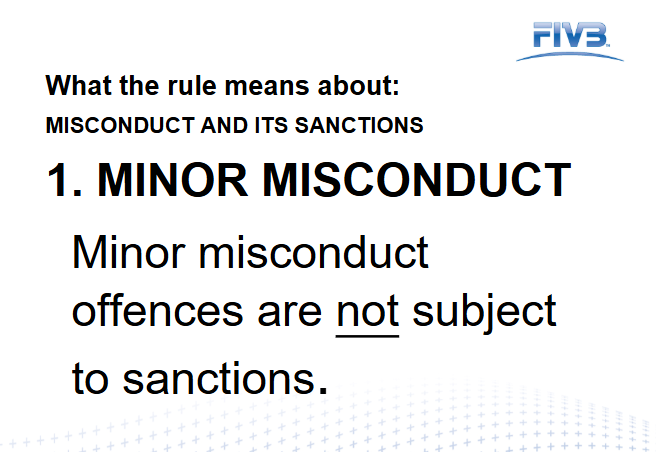 FIVB
What the rule means about:
MISCONDUCT AND ITS SANCTIONS
1. MINOR MISCONDUCT
Minor misconduct
offences are not subject
to sanctions.